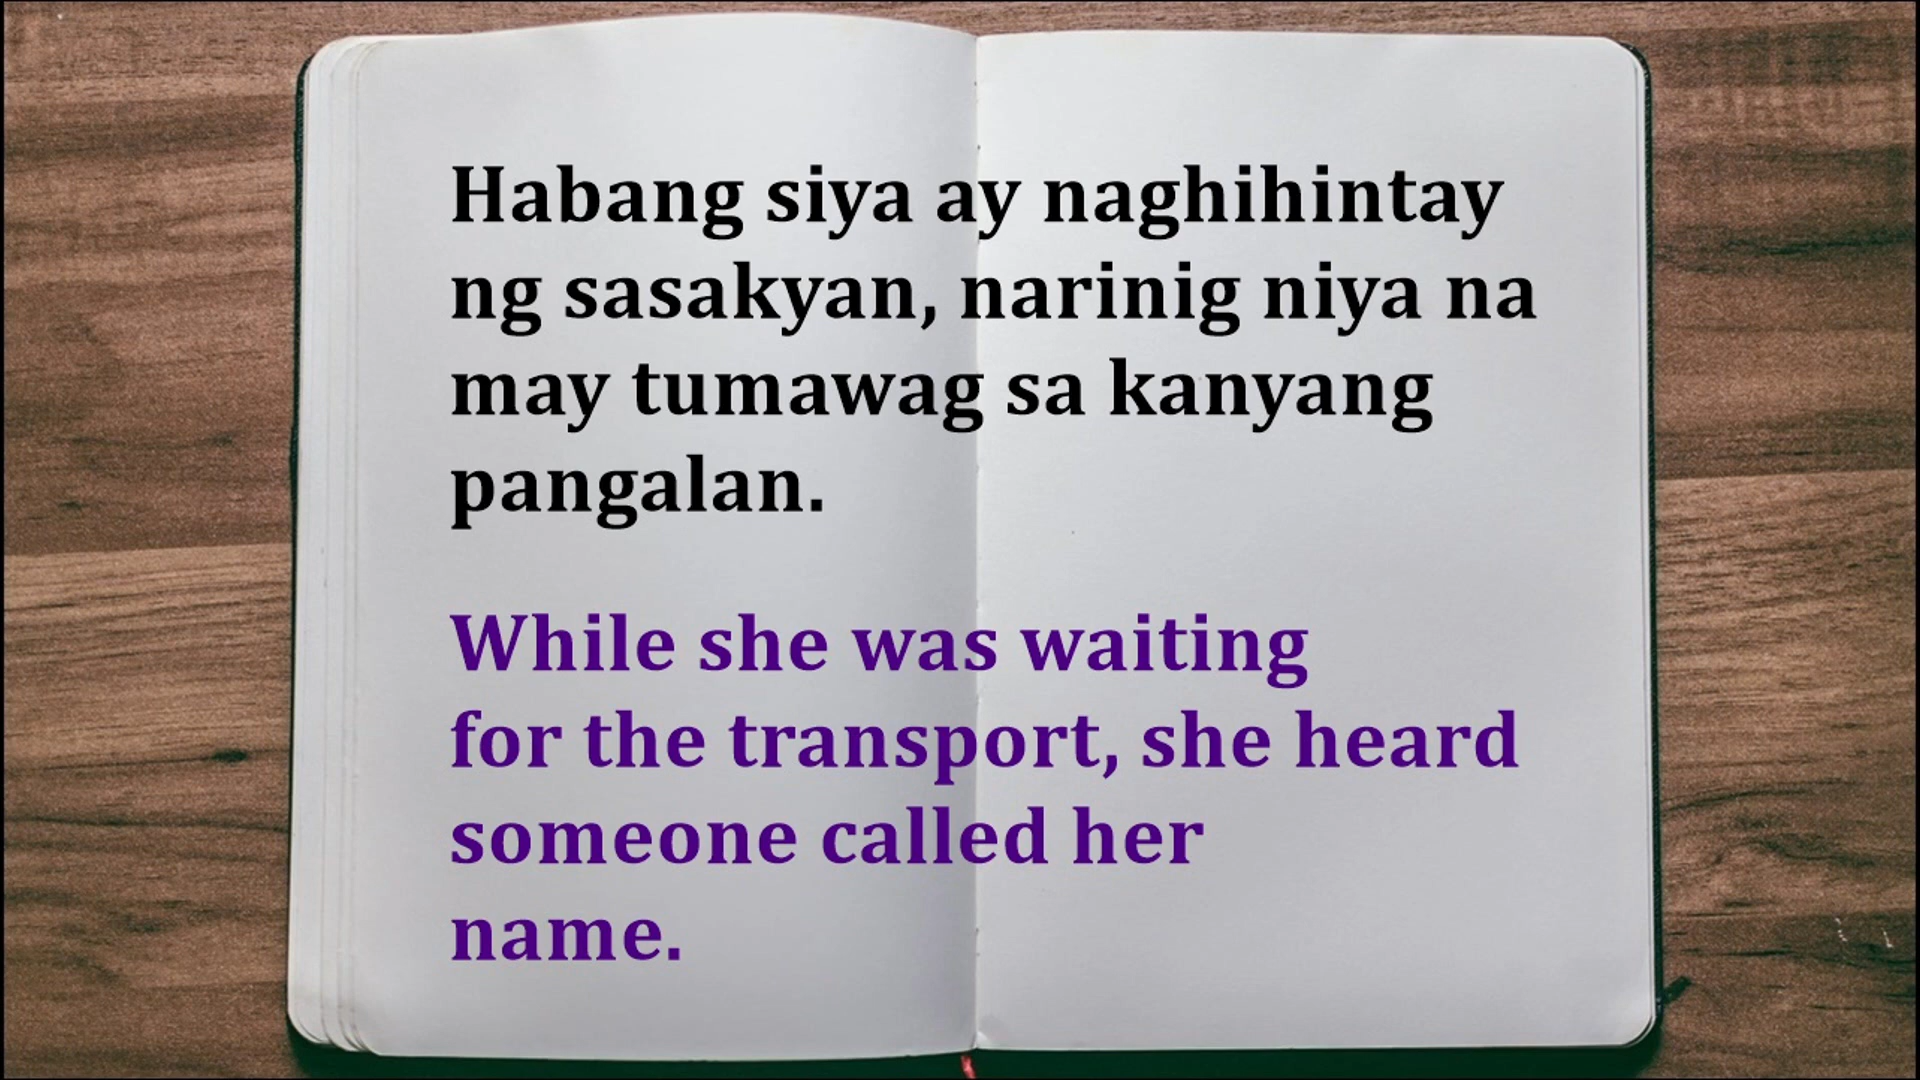 Habang siya ay naghihintay
ng sasakyan, narinig niya na
may tumawag sa kanyang
pangalan.
While she was waiting
for the transport, she heard
someone called her
name.